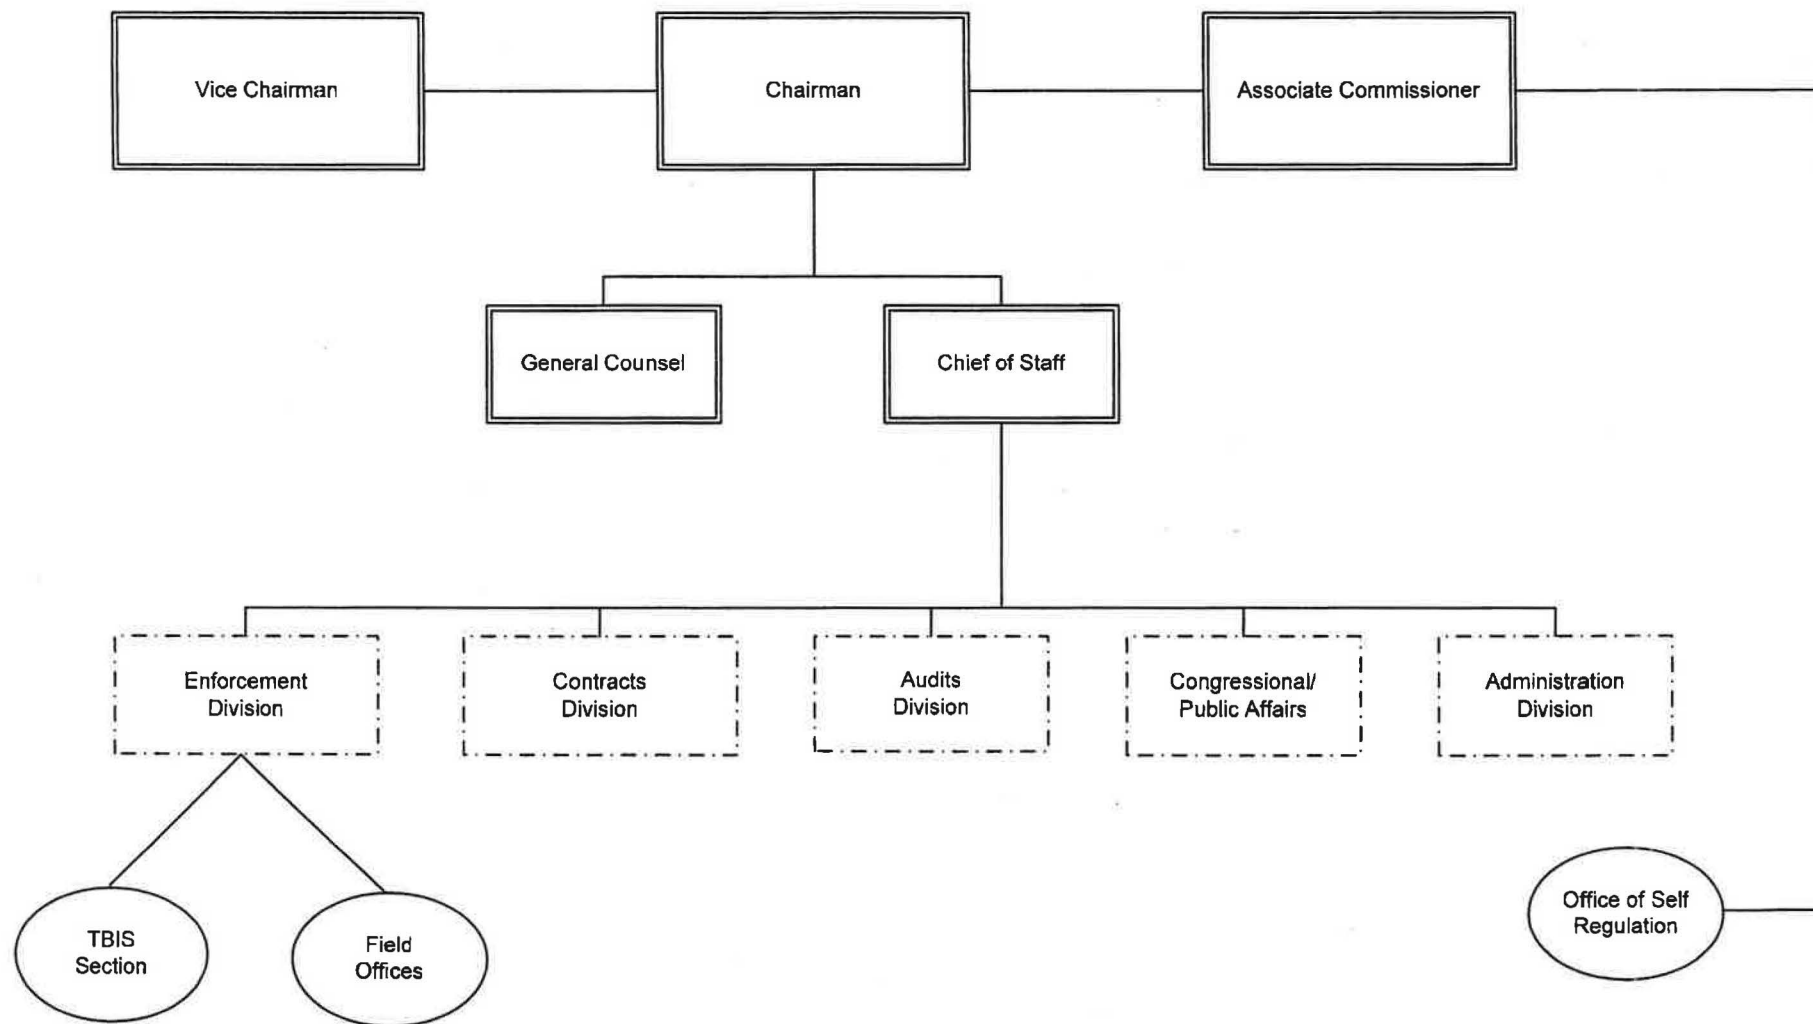 Vice Chairman
Chairman
Associate Commissioner
General Counsel
Chief of Staff
Enforcement
Division
Contracts
Division
Audits
Division
Congressional/
Public Affairs
Administration
Division
TBIS
Section
Field
Offices
Office of Self
Regulation